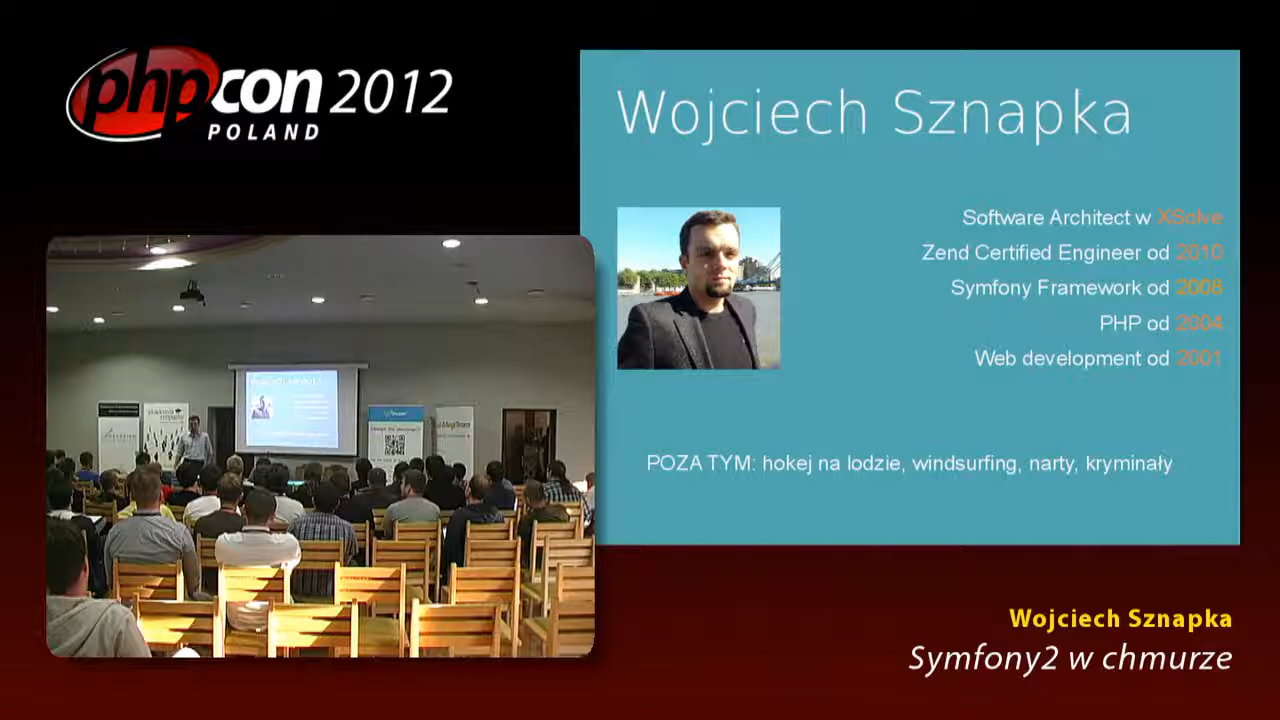 phpcon 2012
POLAND
Wojciech Sznapka
Software Architect w XSolve
Zend Certified Engineer od 2010
Symfony Framework od 2008
PHP od 2004
Web development od 2001
POZA TYM: hokej na lodzie, windsurfing, narty, kryminały
Wojciech Sznapka
Symfony2 w chmurze